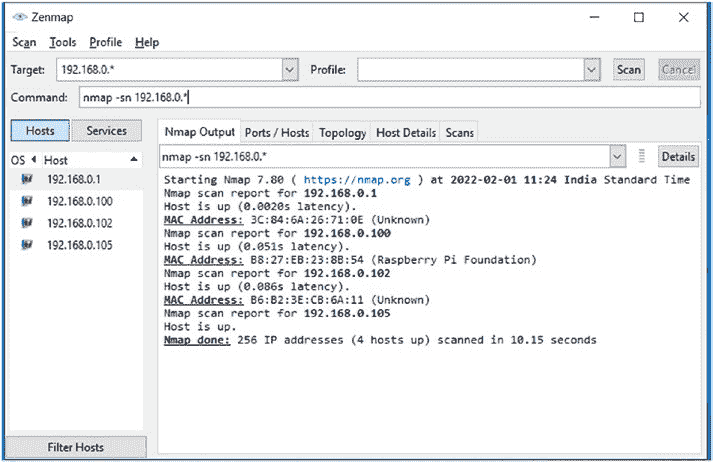 Zenmap
Scan Tools Profile Help
Target: 192.168.0.* Profile: Scan Cancel
Command: nmap -sn 192.168.0.*
Hosts Services
OS Host
192.168.0.1
192.168.0.100
192.168.0.102
192.168.0.105
Filter Hosts
Nmap Output Ports / Hosts Topology Host Details Scans
nmap -sn 192.168.0.* Details
Starting Nmap 7.80 ( https://nmap.org ) at 2022-02-01 11:24 India Standard Time
Nmap scan report for 192.168.0.1
Host is up (0.0020s latency).
MAC Address: 3C:84:6A:26:71:0E (Unknown)
Nmap scan report for 192.168.0.100
Host is up (0.051s latency).
MAC Address: B8:27:EB:23:8B:54 (Raspberry Pi Foundation)
Nmap scan report for 192.168.0.102
Host is up (0.086s latency).
MAC Address: B6:B2:3E:CB:6A:11 (Unknown)
Nmap scan report for 192.168.0.105
Host is up.
Nmap done: 256 IP addresses (4 hosts up) scanned in 10.15 seconds